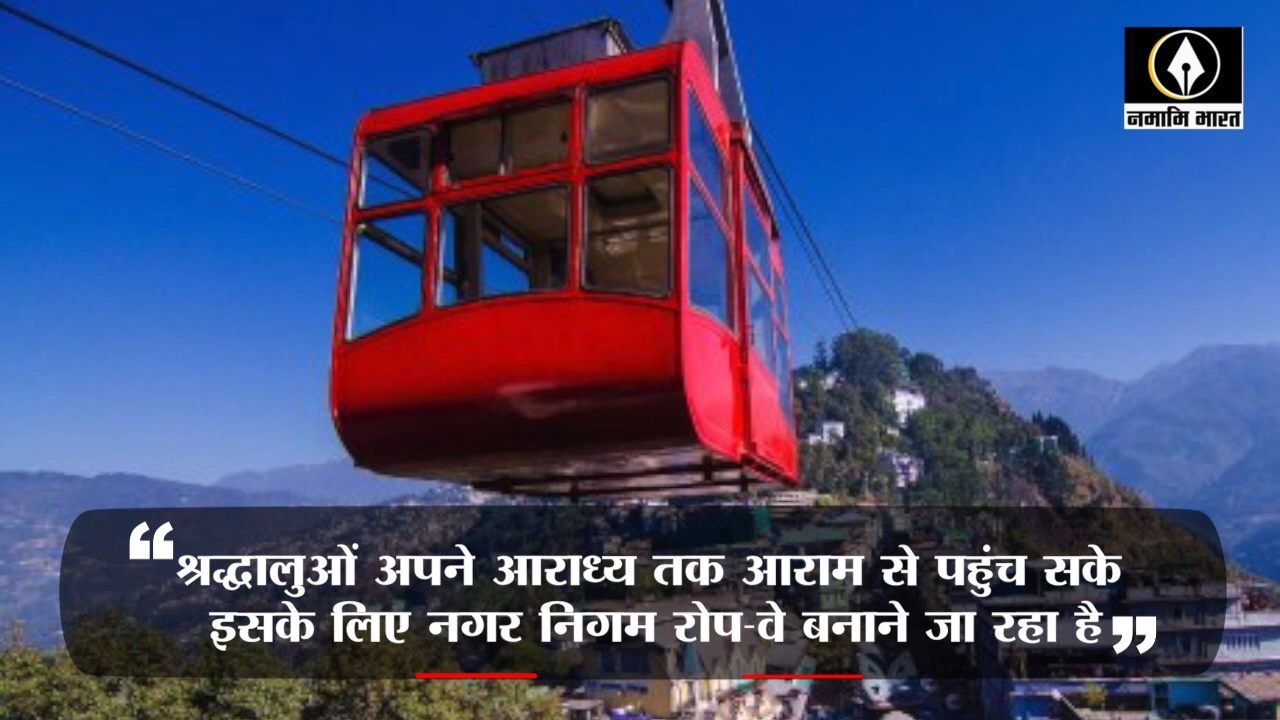 नमामि भारत
❝श्रद्धालुओं अपने आराध्य तक आराम से पहुंच सके
इसके लिए नगर निगम रोप-वे बनाने जा रहा है❞